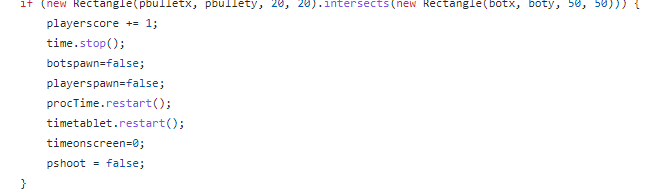 if (new Rectangle(pbulletx, pbullety, 20, 20).intersects(new Rectangle(botx, boty, 50, 50))) {
playerscore += 1;
time.stop();
botspawn=false;
playerspawn=false;
procTime.restart();
timetablet.restart();
timeonscreen=0;
pshoot = false;
}